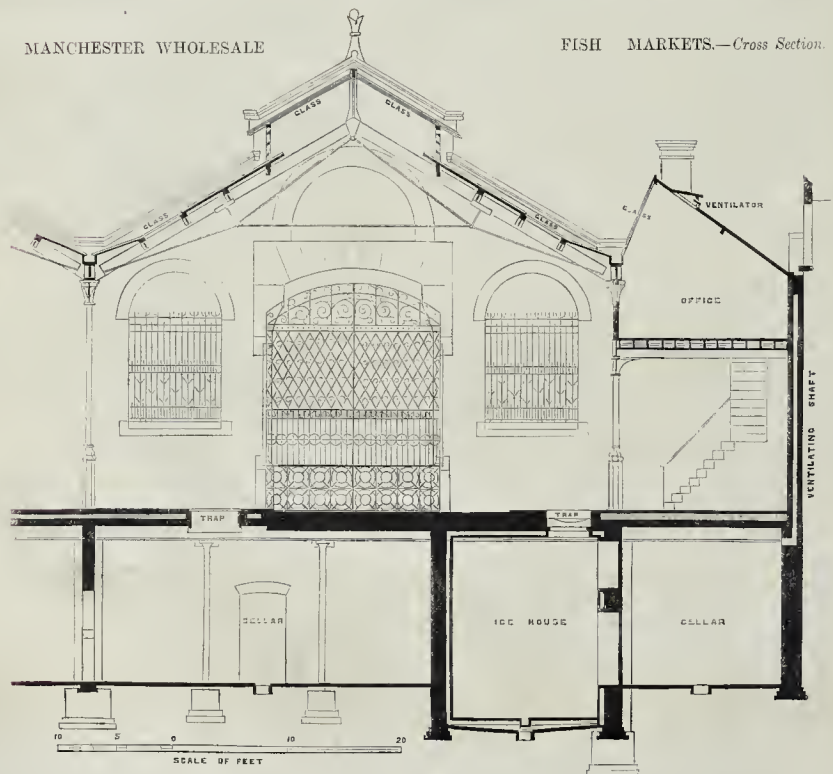 MANCHESTER WHOLESALE FISH MARKETS.—Cross Section.
GLASS GLASS
GLASS GLASS GLASS VENTILATOR
OFFICE
VENTILATING SHAFT
TRAP TRAP
CELLAR ICE HOUSE CELLAR
10 5 0 10 20
SCALE OF FEET